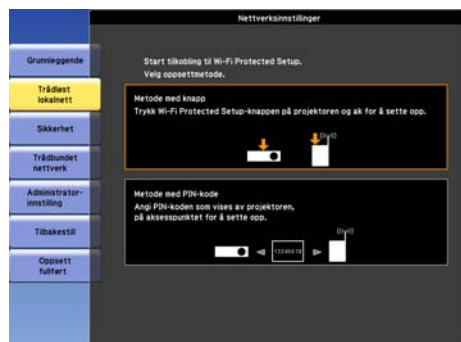 Nettverksinnstillinger
Grunnleggende
Trådløst
lokalnett
Sikkerhet
Trådbundet
nettverk
Administrator-
innstilling
Tilbakestill
Oppsett
fullført
Start tilkobling til Wi-Fi Protected Setup.
Velg oppsettmetode.
Metode med knapp
Trykk Wi-Fi Protected Setup-knappen på projektoren og ak for å sette opp.
Metode med PIN-kode
Angi PIN-koden som vises av projektoren,
på aksesspunktet for å sette opp.
12345678